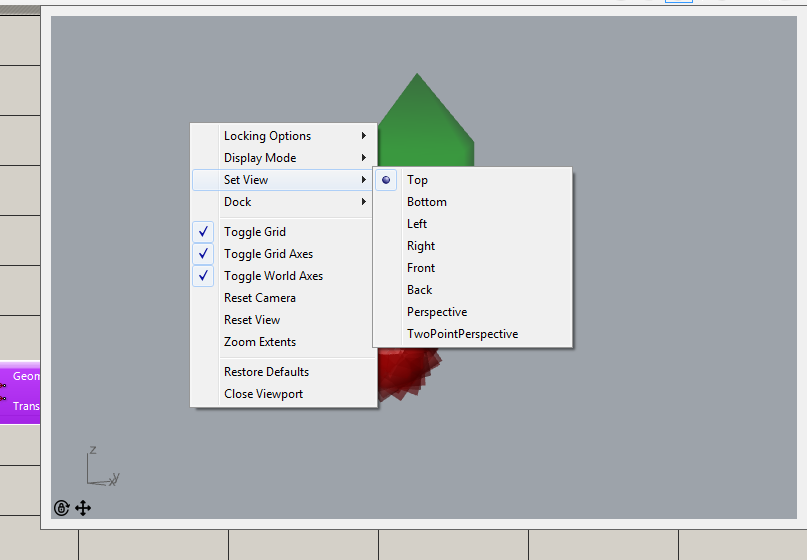 Locking Options
Display Mode
Set View
Dock
Toggle Grid
Toggle Grid Axes
Toggle World Axes
Reset Camera
Reset View
Zoom Extents
Restore Defaults
Close Viewport
Top
Bottom
Left
Right
Front
Back
Perspective
TwoPointPerspective
Geom
Trans
z
y
x